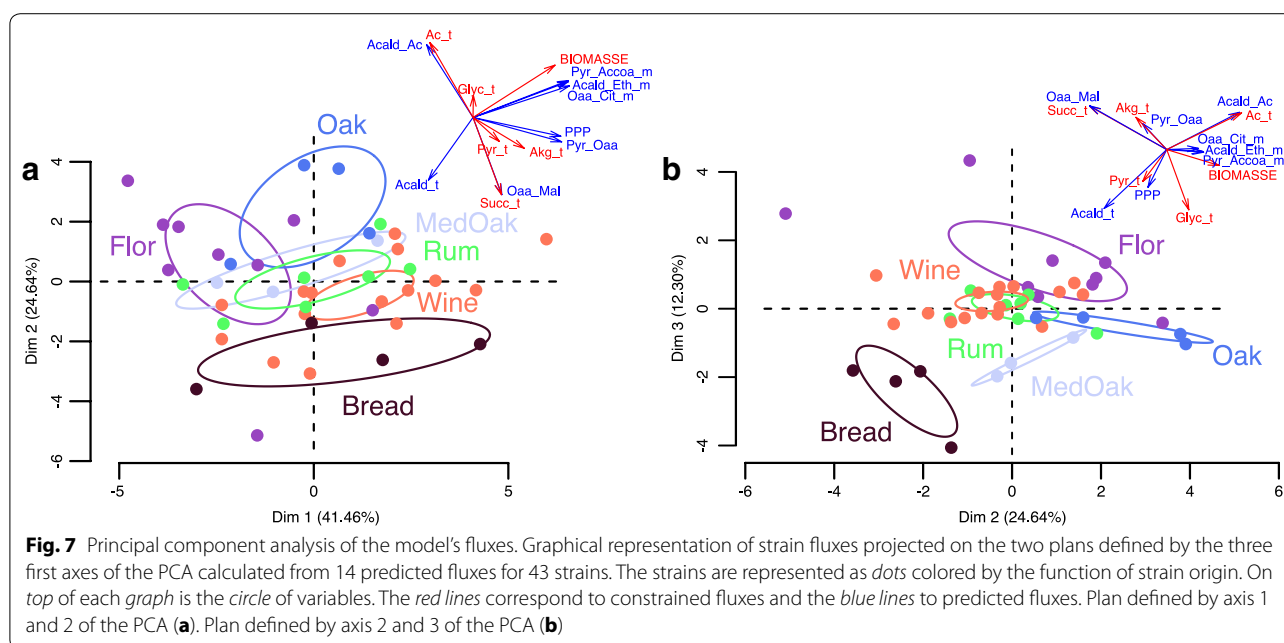 a
Acald_Ac
Ac_t
BIOMASSE
Glyc_t
Pyr_Accoa_m
Acald_Eth_m
Oaa_Cit_m
PPP
Pyr_t
Pyr_Oaa
Akg_t
Acald_t
Oaa_Mal
Succ_t
Oak
MedOak
Flor
Rum
Wine
Bread
4
2
0
-2
-4
-6
Dim 2 (24.64%)
-5
0
5
Dim 1 (41.46%)
b
Oaa_Mal
Succ_t
Akg_t
Pyr_Oaa
Acald_Ac
Ac_t
Oaa_Cit_m
Acald_Eth_m
Pyr_Accoa_m
BIOMASSE
Pyr_t
PPP
Acald_t
Glyc_t
Flor
Wine
Rum
Oak
MedOak
Bread
4
2
0
-2
-4
Dim 3 (12.30%)
-6
-4
-2
0
2
4
6
Dim 2 (24.64%)
Fig. 7 Principal component analysis of the model's fluxes. Graphical representation of strain fluxes projected on the two plans defined by the three
first axes of the PCA calculated from 14 predicted fluxes for 43 strains. The strains are represented as dots colored by the function of strain origin. On
top of each graph is the circle of variables. The red lines correspond to constrained fluxes and the blue lines to predicted fluxes. Plan defined by axis 1
and 2 of the PCA (a). Plan defined by axis 2 and 3 of the PCA (b)